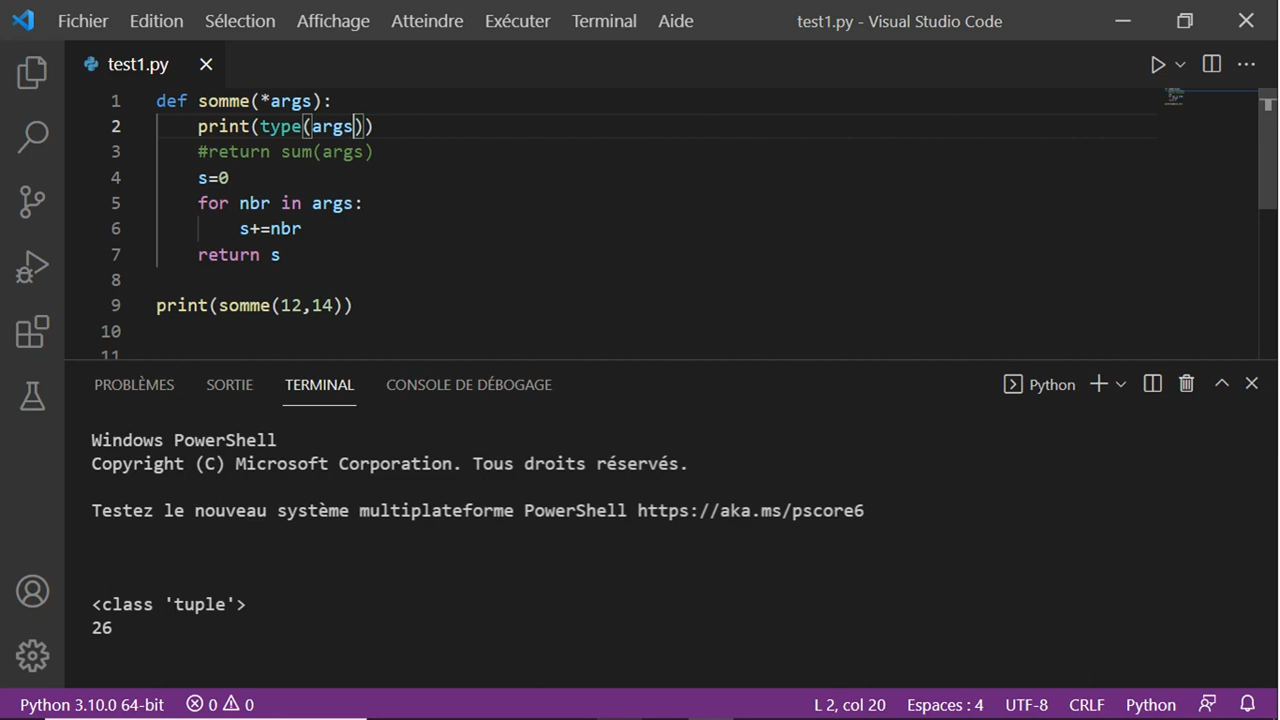 Fichier Edition Sélection Affichage Atteindre Exécuter Terminal Aide test1.py - Visual Studio Code
test1.py
1 def somme(*args):
2 print(type(args))
3 #return sum(args)
4 s=0
5 for nbr in args:
6 s+=nbr
7 return s
8
9 print(somme(12,14))
10
11
PROBLÈMES SORTIE TERMINAL CONSOLE DE DÉBOGAGE Python
Windows PowerShell
Copyright (C) Microsoft Corporation. Tous droits réservés.
Testez le nouveau système multiplateforme PowerShell https://aka.ms/pscore6
<class 'tuple'>
26
Python 3.10.0 64-bit 0 0 L 2, col 20 Espaces : 4 UTF-8 CRLF Python